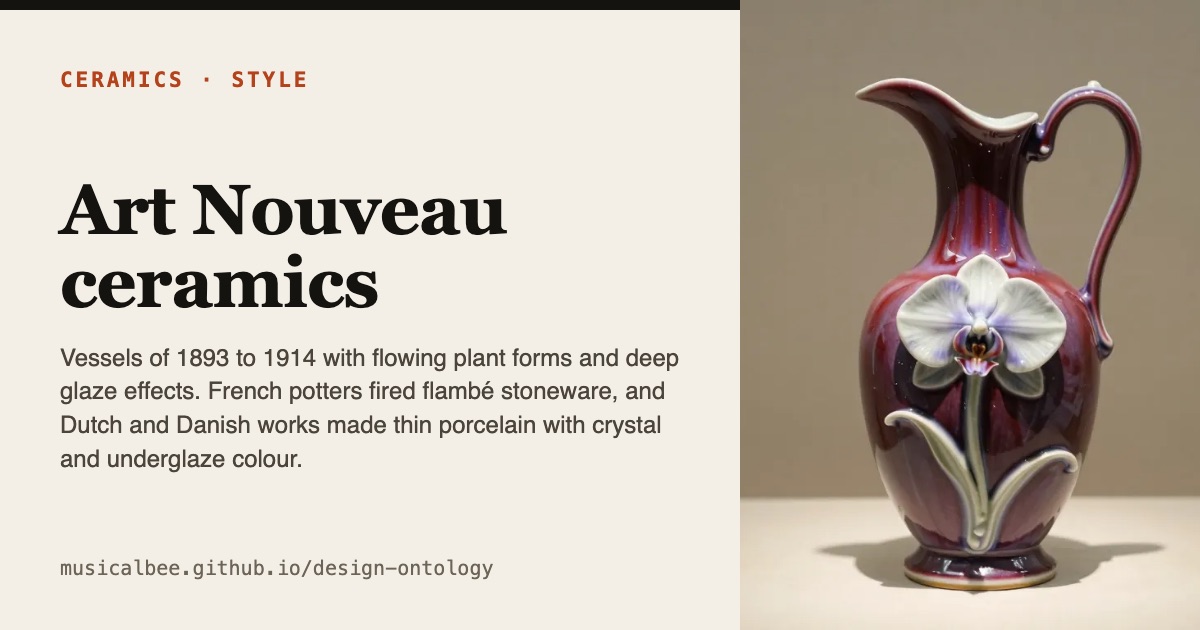 CERAMICS · STYLE
Art Nouveau
ceramics
Vessels of 1893 to 1914 with flowing plant forms and deep
glaze effects. French potters fired flambé stoneware, and
Dutch and Danish works made thin porcelain with crystal
and underglaze colour.
musicalbee.github.io/design-ontology